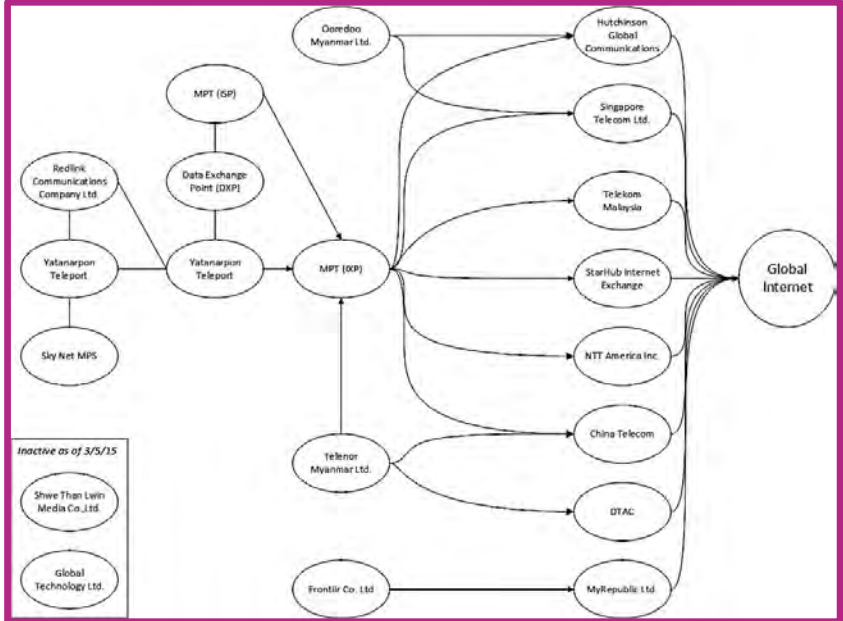 Ooredoo
Myanmar Ltd.
Hutchinson
Global
Communications
MPT (ISP)
Singapore
Telecom Ltd.
Redlink
Communications
Company Ltd.
Data Exchange
Point (DXP)
Telekom
Malaysia
Yatanarpon
Teleport
Yatanarpon
Teleport
MPT (IXP)
StarHub Internet
Exchange
Global
Internet
Sky Net MPS
NTT America Inc.
Inactive as of 3/5/15
Telenor
Myanmar Ltd.
China Telecom
Shwe Than Lwin
Media Co.,Ltd.
DTAC
Global
Technology Ltd.
Frontiir Co. Ltd
MyRepublic Ltd.